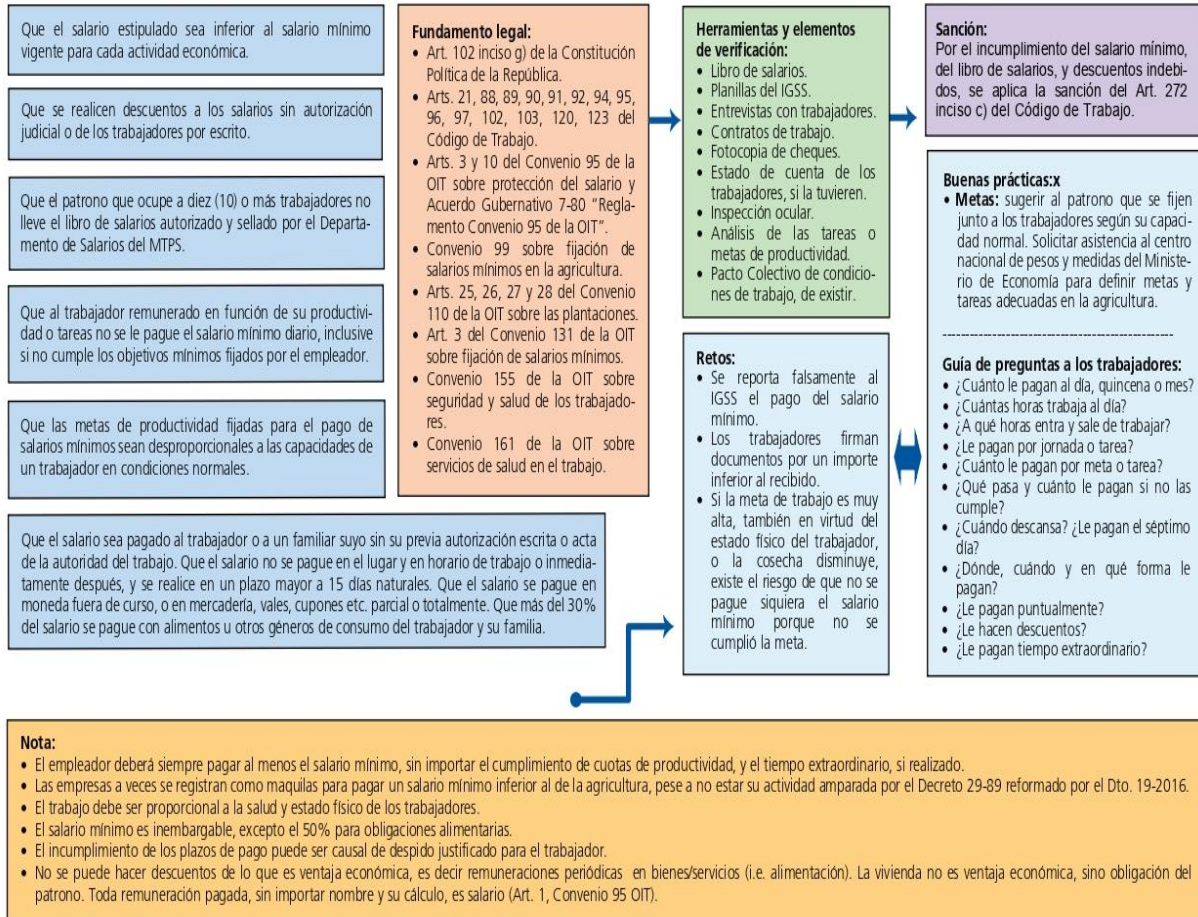 Que el salario estipulado sea inferior al salario mínimo
vigente para cada actividad económica.
Que se realicen descuentos a los salarios sin autorización
judicial o de los trabajadores por escrito.
Que el patrono que ocupe a diez (10) o más trabajadores no
lleve el libro de salarios autorizado y sellado por el Departa-
mento de Salarios del MTPS.
Que al trabajador remunerado en función de su productivi-
dad o tareas no se le pague el salario mínimo diario, inclusive
si no cumple los objetivos mínimos fijados por el empleador.
Que las metas de productividad fijadas para el pago de
salarios mínimos sean desproporcionales a las capacidades de
un trabajador en condiciones normales.
Que el salario sea pagado al trabajador o a un familiar suyo sin su previa autorización escrita o acta
de la autoridad del trabajo. Que el salario no se pague en el lugar y en horario de trabajo o inmedia-
tamente después, y se realice en un plazo mayor a 15 días naturales. Que el salario se pague en
moneda fuera de curso, o en mercadería, vales, cupones etc. parcial o totalmente. Que más del 30%
del salario se pague con alimentos u otros géneros de consumo del trabajador y su familia.
Fundamento legal:
• Art. 102 inciso g) de la Constitución
Política de la República.
• Arts. 21, 88, 89, 90, 91, 92, 94, 95,
96, 97, 102, 103, 120, 123 del
Código de Trabajo.
• Arts. 3 y 10 del Convenio 95 de la
OIT sobre protección del salario y
Acuerdo Gubernativo 7-80 "Regla-
mento Convenio 95 de la OIT".
• Convenio 99 sobre fijación de
salarios mínimos en la agricultura.
• Arts. 25, 26, 27 y 28 del Convenio
110 de la OIT sobre las plantaciones.
• Art. 3 del Convenio 131 de la OIT
sobre fijación de salarios mínimos.
• Convenio 155 de la OIT sobre
seguridad y salud de los trabajado-
res.
• Convenio 161 de la OIT sobre
servicios de salud en el trabajo.
Herramientas y elementos
de verificación:
• Libro de salarios.
• Planillas del IGSS.
• Entrevistas con trabajadores.
• Contratos de trabajo.
• Fotocopia de cheques.
• Estado de cuenta de los
trabajadores, si la tuvieren.
• Inspección ocular.
• Análisis de las tareas o
metas de productividad.
• Pacto Colectivo de condicio-
nes de trabajo, de existir.
Retos:
• Se reporta falsamente al
IGSS el pago del salario
mínimo.
• Los trabajadores firman
documentos por un importe
inferior al recibido.
• Si la meta de trabajo es muy
alta, también en virtud del
estado físico del trabajador,
o la cosecha disminuye,
existe el riesgo de que no se
pague siquiera el salario
mínimo porque no se
cumplió la meta.
Sanción:
Por el incumplimiento del salario mínimo,
del libro de salarios, y descuentos indebi-
dos, se aplica la sanción del Art. 272
inciso c) del Código de Trabajo.
Buenas prácticas:x
• Metas: sugerir al patrono que se fijen
junto a los trabajadores según su capaci-
dad normal. Solicitar asistencia al centro
nacional de pesos y medidas del Ministe-
rio de Economía para definir metas y
tareas adecuadas en la agricultura.
Guía de preguntas a los trabajadores:
• ¿Cuánto le pagan al día, quincena o mes?
• ¿Cuántas horas trabaja al día?
• ¿A qué horas entra y sale de trabajar?
• ¿Le pagan por jornada o tarea?
• ¿Cuánto le pagan por meta o tarea?
• ¿Qué pasa y cuánto le pagan si no las
cumple?
• ¿Cuándo descansa? ¿Le pagan el séptimo
día?
• ¿Dónde, cuándo y en qué forma le
pagan?
• ¿Le pagan puntualmente?
• ¿Le hacen descuentos?
• ¿Le pagan tiempo extraordinario?
Nota:
• El empleador deberá siempre pagar al menos el salario mínimo, sin importar el cumplimiento de cuotas de productividad, y el tiempo extraordinario, si realizado.
• Las empresas a veces se registran como maquilas para pagar un salario mínimo inferior al de la agricultura, pese a no estar su actividad amparada por el Decreto 29-89 reformado por el Dto. 19-2016.
• El trabajo debe ser proporcional a la salud y estado físico de los trabajadores.
• El salario mínimo es inembargable, excepto el 50% para obligaciones alimentarias.
• El incumplimiento de los plazos de pago puede ser causal de despido justificado para el trabajador.
• No se puede hacer descuentos de lo que es ventaja económica, es decir remuneraciones periódicas en bienes/servicios (i.e. alimentación). La vivienda no es ventaja económica, sino obligación del
patrono. Toda remuneración pagada, sin importar nombre y su cálculo, es salario (Art. 1, Convenio 95 OIT).